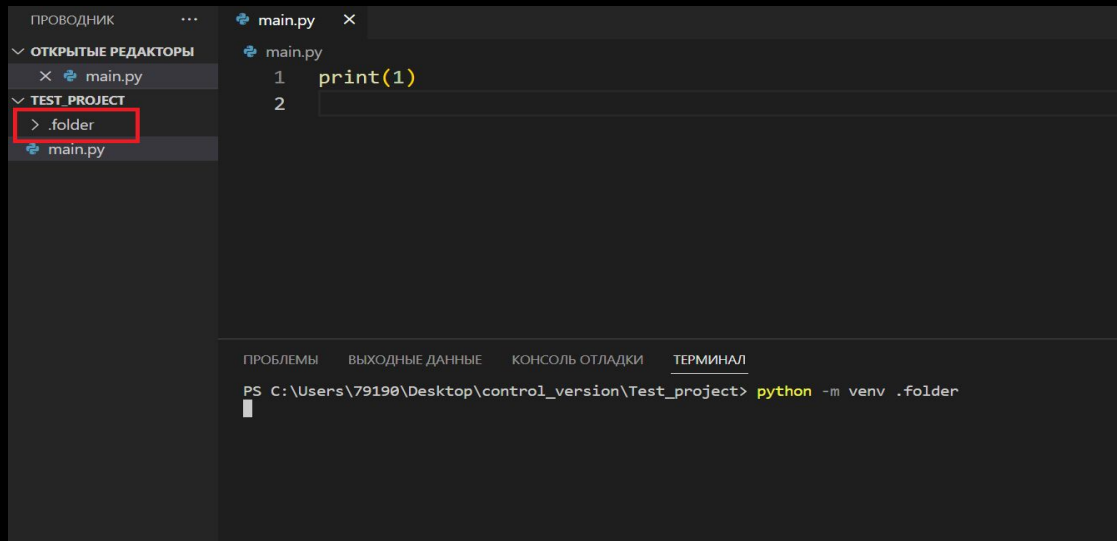 ПРОВОДНИК ...
ОТКРЫТЫЕ РЕДАКТОРЫ
main.py
TEST_PROJECT
.folder
main.py
main.py
main.py
1 print(1)
2
ПРОБЛЕМЫ ВЫХОДНЫЕ ДАННЫЕ КОНСОЛЬ ОТЛАДКИ ТЕРМИНАЛ
PS C:\Users\79190\Desktop\control_version\Test_project> python -m venv .folder